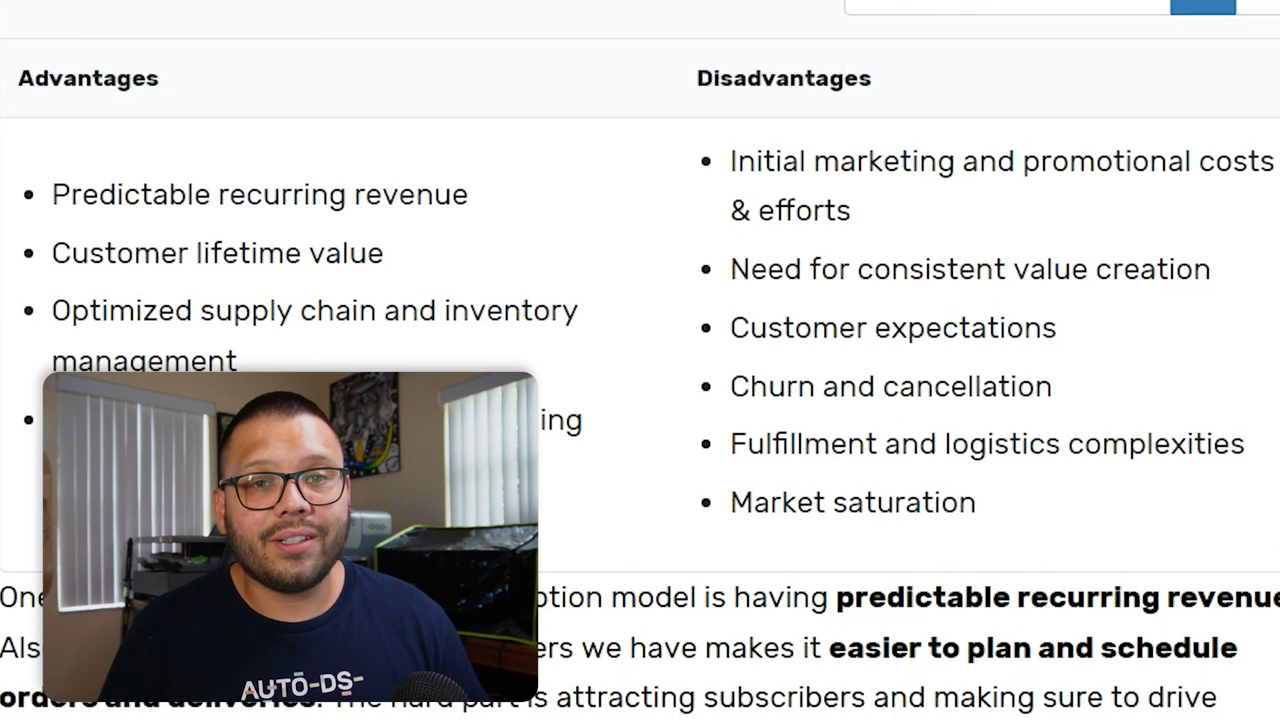 Advantages
Disadvantages
Predictable recurring revenue
Customer lifetime value
Optimized supply chain and inventory
management
ing
Initial marketing and promotional costs
& efforts
Need for consistent value creation
Customer expectations
Churn and cancellation
Fulfillment and logistics complexities
Market saturation
One
ption model is having predictable recurring revenue
Als
ers we have makes it easier to plan and schedule
orders and deliveries. The hard part is attracting subscribers and making sure to drive
AUTO-DS-